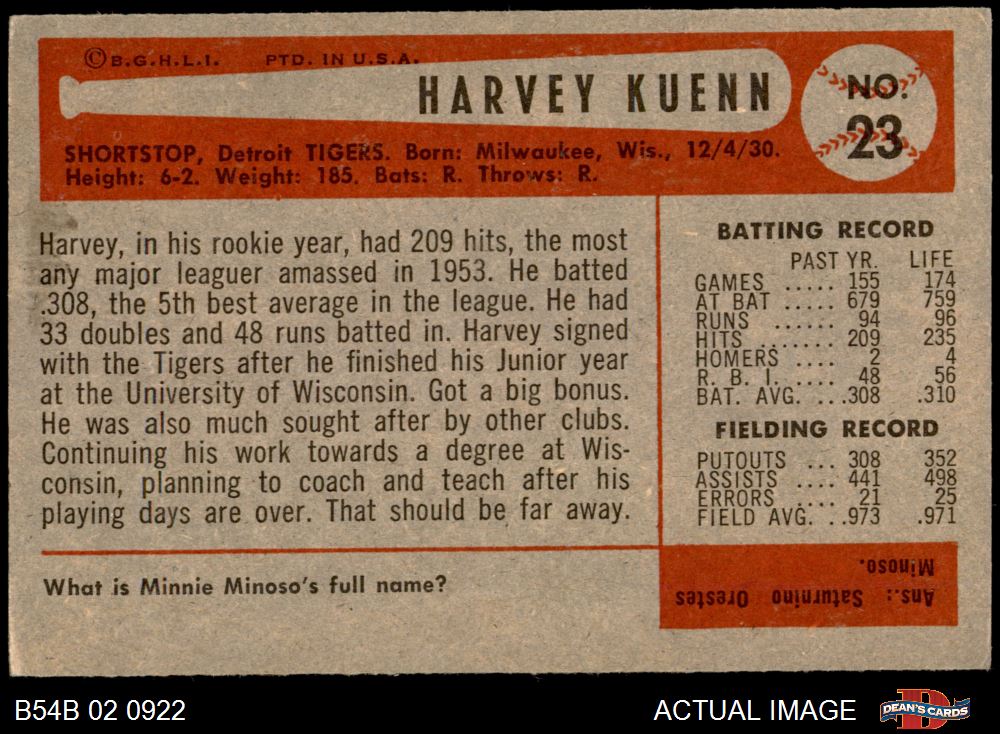 ©B.G.H.L.I. PTD. IN U.S.A.
HARVEY KUENN
NO.
23
SHORTSTOP, Detroit TIGERS. Born: Milwaukee, Wis., 12/4/30.
Height: 6-2. Weight: 185. Bats: R. Throws: R.
Harvey, in his rookie year, had 209 hits, the most
any major leaguer amassed in 1953. He batted
.308, the 5th best average in the league. He had
33 doubles and 48 runs batted in. Harvey signed
with the Tigers after he finished his Junior year
at the University of Wisconsin. Got a big bonus.
He was also much sought after by other clubs.
Continuing his work towards a degree at Wis-
consin, planning to coach and teach after his
playing days are over. That should be far away.
BATTING RECORD
PAST YR. LIFE
GAMES ..... 155 174
AT BAT ..... 679 759
RUNS ...... 94 96
HITS ....... 209 235
HOMERS .... 2 4
R. B. I. .... 48 56
BAT. AVG. ...308 .310
FIELDING RECORD
PUTOUTS ... 308 352
ASSISTS .... 441 498
ERRORS .... 21 25
FIELD AVG. ..973 .971
What is Minnie Minoso's full name?
Ans.: Saturnino Orestes
Minoso.
B54B 02 0922
ACTUAL IMAGE
DEAN'S CARDS